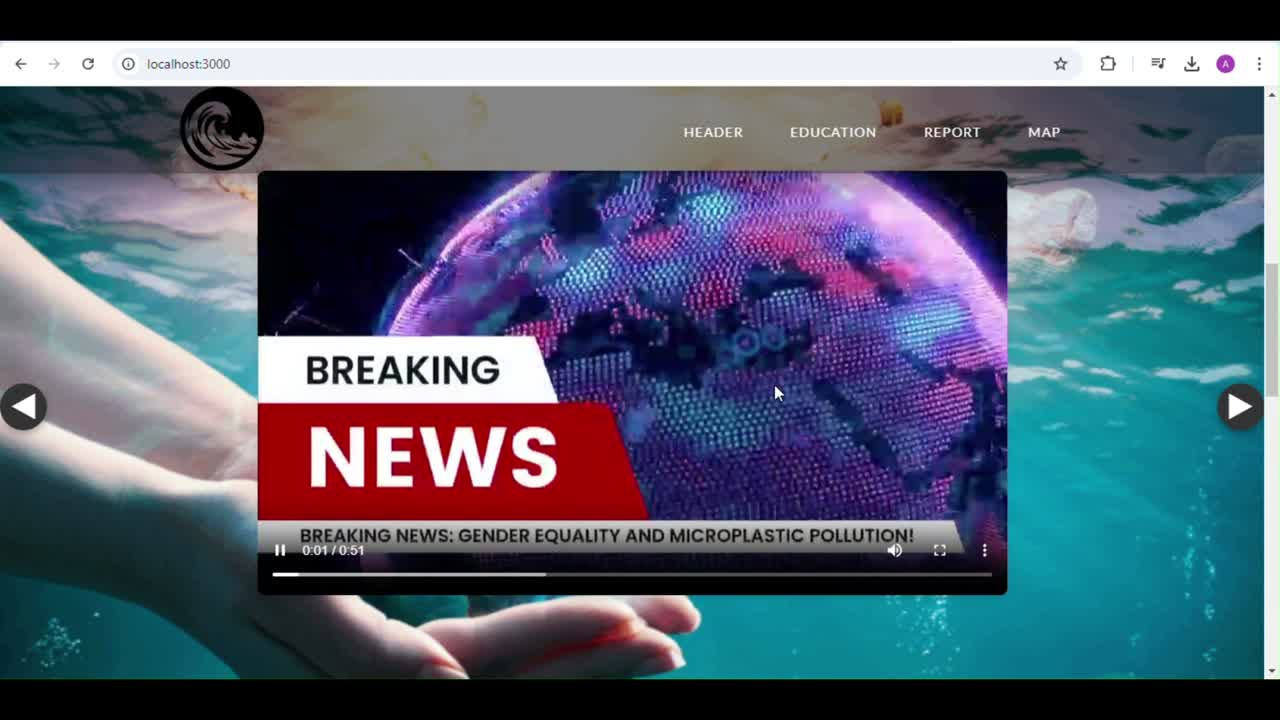 localhost:3000
A
HEADER EDUCATION REPORT MAP
BREAKING
NEWS
BREAKING NEWS: GENDER EQUALITY AND MICROPLASTIC POLLUTION!
0:01 / 0:51